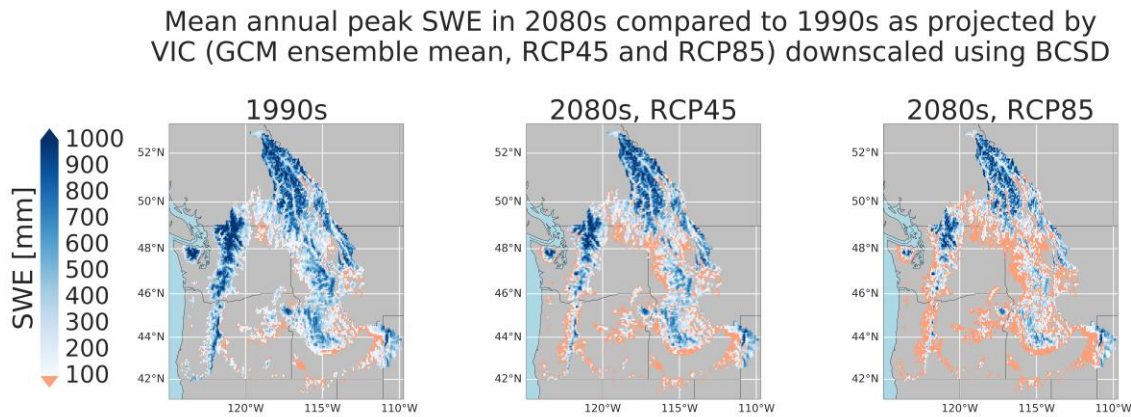 Mean annual peak SWE in 2080s compared to 1990s as projected by
VIC (GCM ensemble mean, RCP45 and RCP85) downscaled using BCSD
1990s
2080s, RCP45
2080s, RCP85
SWE [mm]
1000
900
800
700
600
500
400
300
200
100
52°N
50°N
48°N
46°N
44°N
42°N
120°W
115°W
110°W
52°N
50°N
48°N
46°N
44°N
42°N
120°W
115°W
110°W
52°N
50°N
48°N
46°N
44°N
42°N
120°W
115°W
110°W